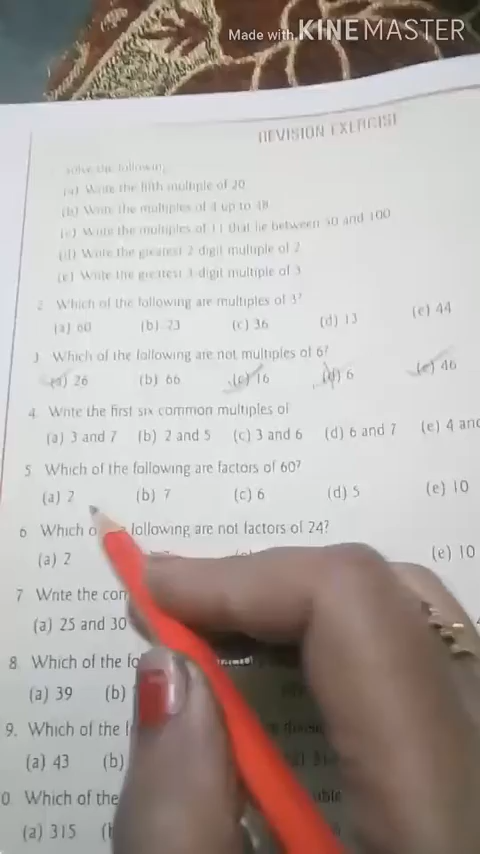 Made with KINEMASTER
REVISION EXERCISE
solve the following
(a) Write the fifth multiple of 20
(b) Write the multiples of 4 up to 48
(c) Write the multiples of 11 that lie between 50 and 100
(d) Write the greatest 2 digit multiple of 2
(e) Write the greatest 3 digit multiple of 3
2 Which of the following are multiples of 3?
(a) 60 (b) 23 (c) 36 (d) 13 (e) 44
3 Which of the following are not multiples of 6?
(a) 26 (b) 66 (c) 16 (d) 6 (e) 46
4. Write the first six common multiples of
(a) 3 and 7 (b) 2 and 5 (c) 3 and 6 (d) 6 and 7 (e) 4 and
5 Which of the following are factors of 60?
(a) 2 (b) 7 (c) 6 (d) 5 (e) 10
6 Which following are not factors of 24?
(a) 2 (e) 10
7 Write the
(a) 25 and 30
8. Which of the
(a) 39 (b)
9. Which of the
(a) 43 (b)
0. Which of the
(a) 315